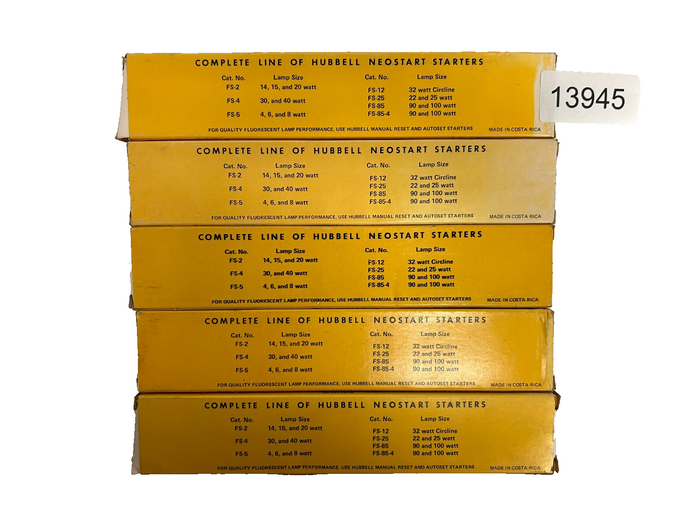 COMPLETE LINE OF HUBBELL NEOSTART STARTERS
Cat. No. Lamp Size Cat. No. Lamp Size
FS-2 14, 15, and 20 watt FS-12 32 watt Circline
FS-4 30, and 40 watt FS-25 22 and 25 watt
FS-85 90 and 100 watt
FS-5 4, 6, and 8 watt FS-85-4 90 and 100 watt
FOR QUALITY FLUORESCENT LAMP PERFORMANCE, USE HUBBELL MANUAL RESET AND AUTOSET STARTERS MADE IN COSTA RICA
13945
COMPLETE LINE OF HUBBELL NEOSTART STARTERS
Cat. No. Lamp Size Cat. No. Lamp Size
FS-2 14, 15, and 20 watt FS-12 32 watt Circline
FS-4 30, and 40 watt FS-25 22 and 25 watt
FS-85 90 and 100 watt
FS-5 4, 6, and 8 watt FS-85-4 90 and 100 watt
FOR QUALITY FLUORESCENT LAMP PERFORMANCE, USE HUBBELL MANUAL RESET AND AUTOSET STARTERS MADE IN COSTA RICA
COMPLETE LINE OF HUBBELL NEOSTART STARTERS
Cat. No. Lamp Size Cat. No. Lamp Size
FS-2 14, 15, and 20 watt FS-12 32 watt Circline
FS-4 30, and 40 watt FS-25 22 and 25 watt
FS-85 90 and 100 watt
FS-5 4, 6, and 8 watt FS-85-4 90 and 100 watt
FOR QUALITY FLUORESCENT LAMP PERFORMANCE, USE HUBBELL MANUAL RESET AND AUTOSET STARTERS MADE IN COSTA RICA
COMPLETE LINE OF HUBBELL NEOSTART STARTERS
Cat. No. Lamp Size Cat. No. Lamp Size
FS-2 14, 15, and 20 watt FS-12 32 watt Circline
FS-4 30, and 40 watt FS-25 22 and 25 watt
FS-85 90 and 100 watt
FS-5 4, 6, and 8 watt FS-85-4 90 and 100 watt
FOR QUALITY FLUORESCENT LAMP PERFORMANCE, USE HUBBELL MANUAL RESET AND AUTOSET STARTERS MADE IN COSTA RICA
COMPLETE LINE OF HUBBELL NEOSTART STARTERS
Cat. No. Lamp Size Cat. No. Lamp Size
FS-2 14, 15, and 20 watt FS-12 32 watt Circline
FS-4 30, and 40 watt FS-25 22 and 25 watt
FS-85 90 and 100 watt
FS-5 4, 6, and 8 watt FS-85-4 90 and 100 watt
FOR QUALITY FLUORESCENT LAMP PERFORMANCE, USE HUBBELL MANUAL RESET AND AUTOSET STARTERS MADE IN COSTA RICA